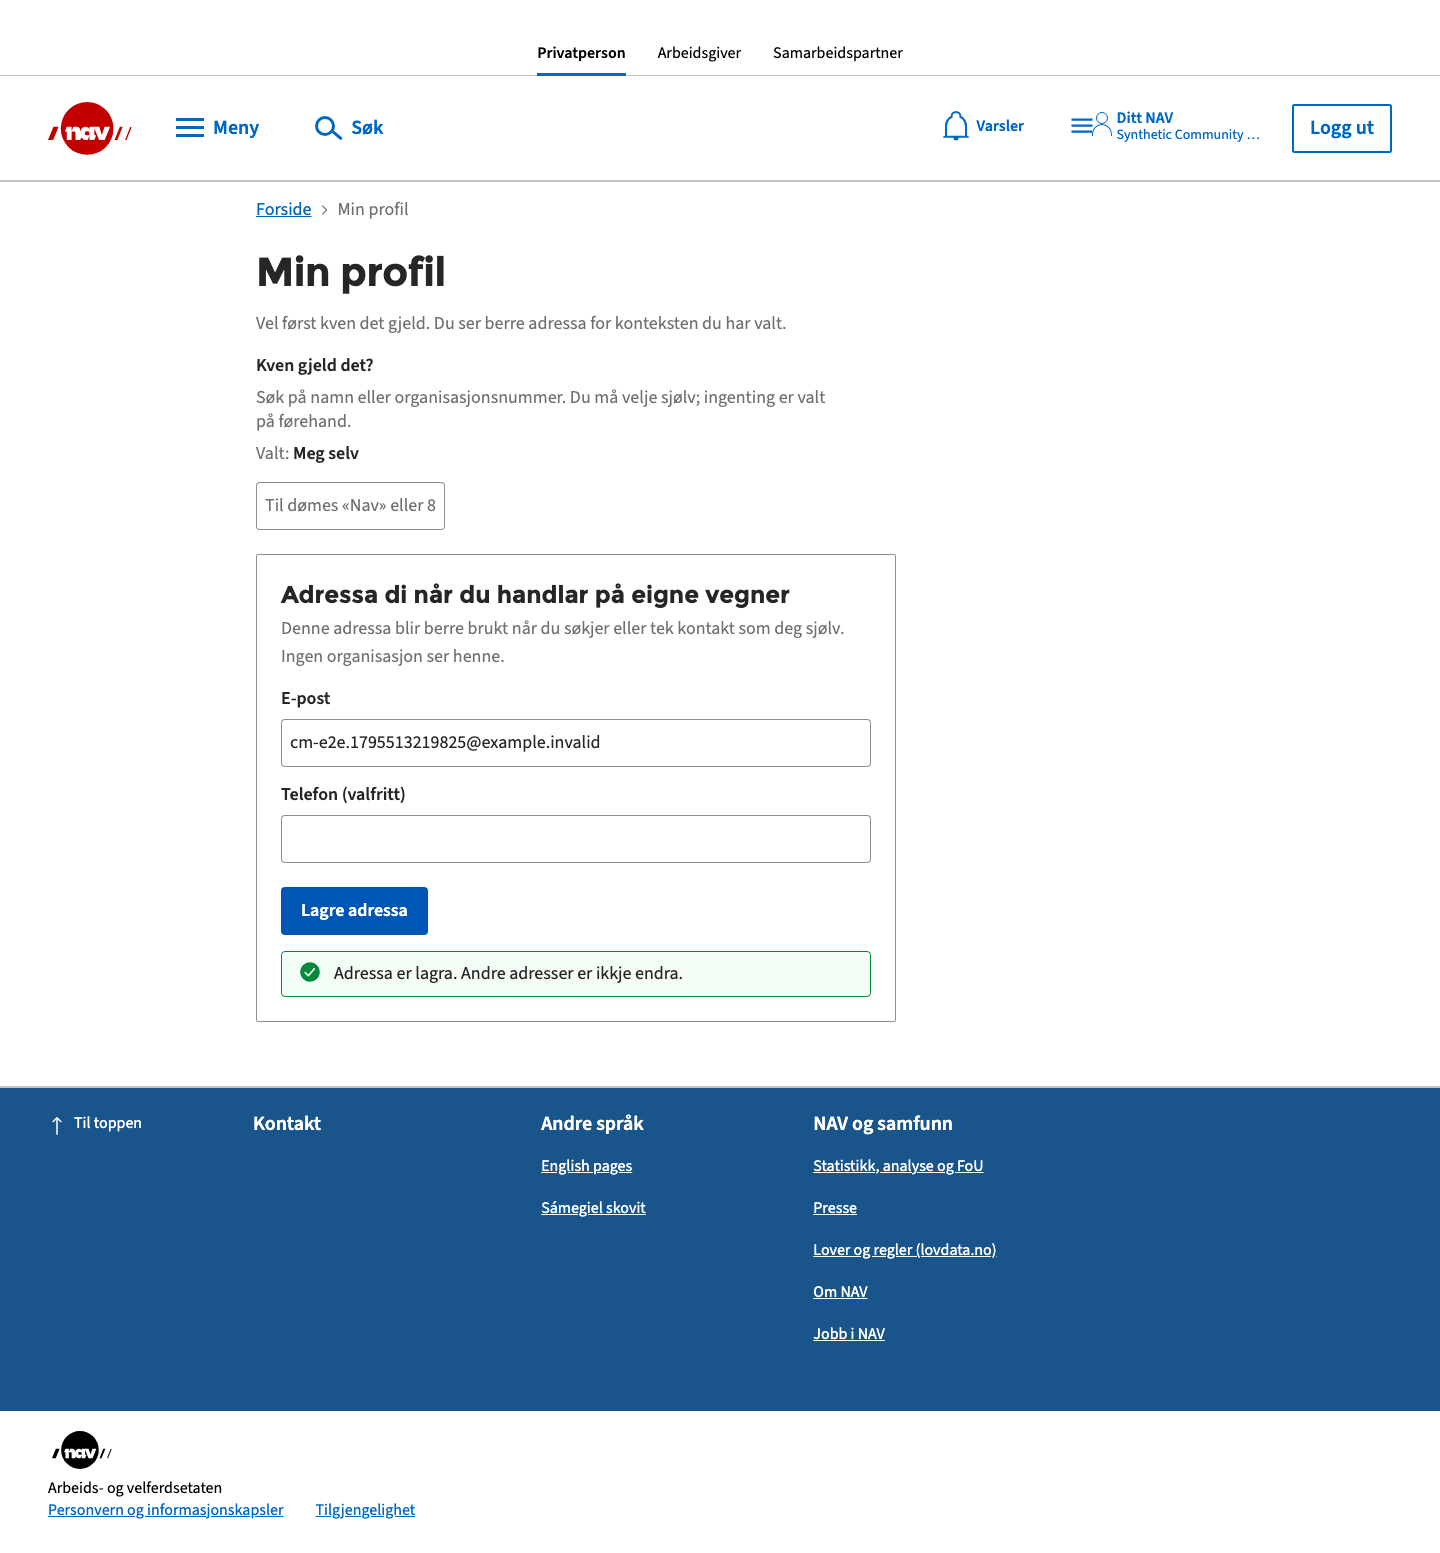 Privatperson Arbeidsgiver Samarbeidspartner
nav Meny Søk Varsler Ditt NAV Logg ut
Synthetic Community ...
Forside Min profil
Min profil
Vel først kven det gjeld. Du ser berre adressa for konteksten du har valt.
Kven gjeld det?
Søk på namn eller organisasjonsnummer. Du må velje sjølv; ingenting er valt
på førehand.
Valt: Meg selv
Til dømes «Nav» eller 8
Adressa di når du handlar på eigne vegner
Denne adressa blir berre brukt når du søkjer eller tek kontakt som deg sjølv.
Ingen organisasjon ser henne.
E-post
cm-e2e.1795513219825@example.invalid
Telefon (valfritt)
Lagre adressa
Adressa er lagra. Andre adresser er ikkje endra.
Til toppen Kontakt Andre språk NAV og samfunn
English pages Statistikk, analyse og FoU
Sámegiel skovit Presse
Lover og regler (lovdata.no)
Om NAV
Jobb i NAV
nav
Arbeids- og velferdsetaten
Personvern og informasjonskapsler Tilgjengelighet